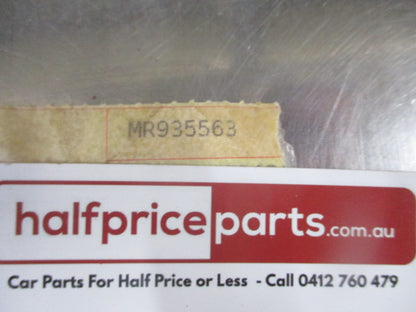 MR935563
halfpriceparts.com.au
Car Parts For Half Price or Less - Call 0412 760 479